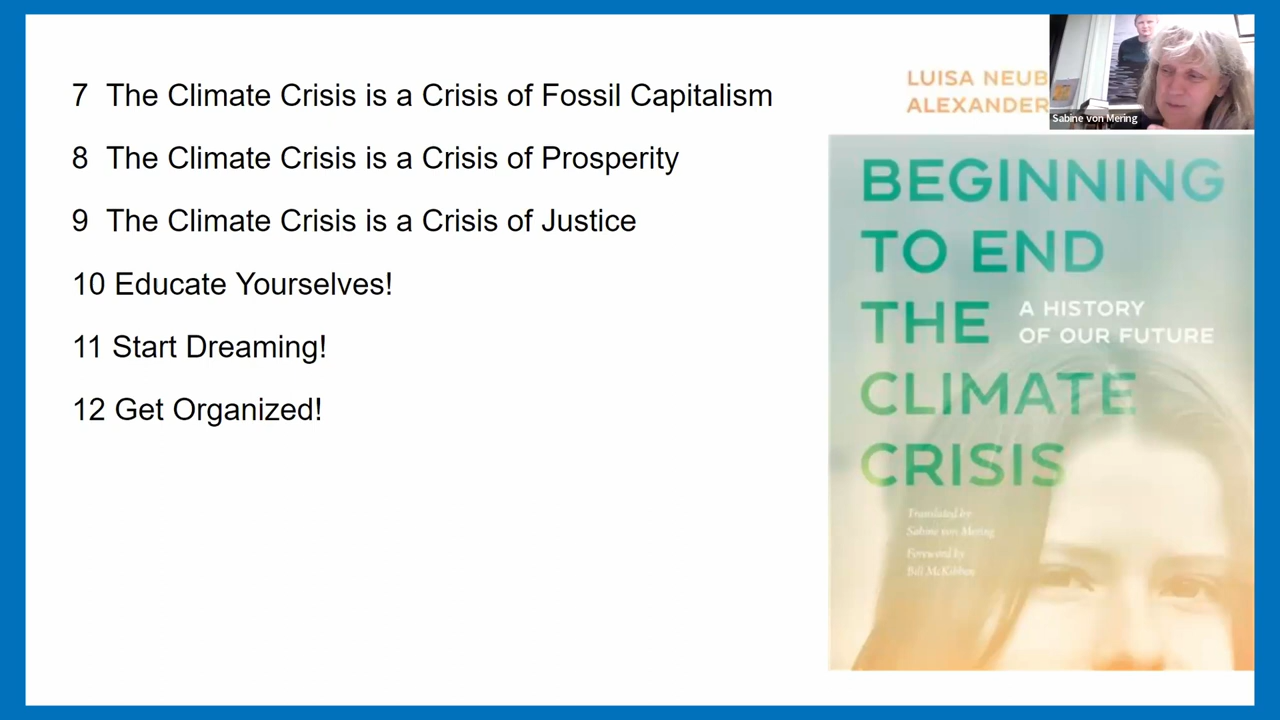 7 The Climate Crisis is a Crisis of Fossil Capitalism
8 The Climate Crisis is a Crisis of Prosperity
9 The Climate Crisis is a Crisis of Justice
10 Educate Yourselves!
11 Start Dreaming!
12 Get Organized!
LUISA NEUB
ALEXANDER
Sabine von Mering
BEGINNING
TO END
THE
A HISTORY
OF OUR FUTURE
CLIMATE
CRISIS
Translated by
Sabine von Mering
Foreword by
Bill McKibben